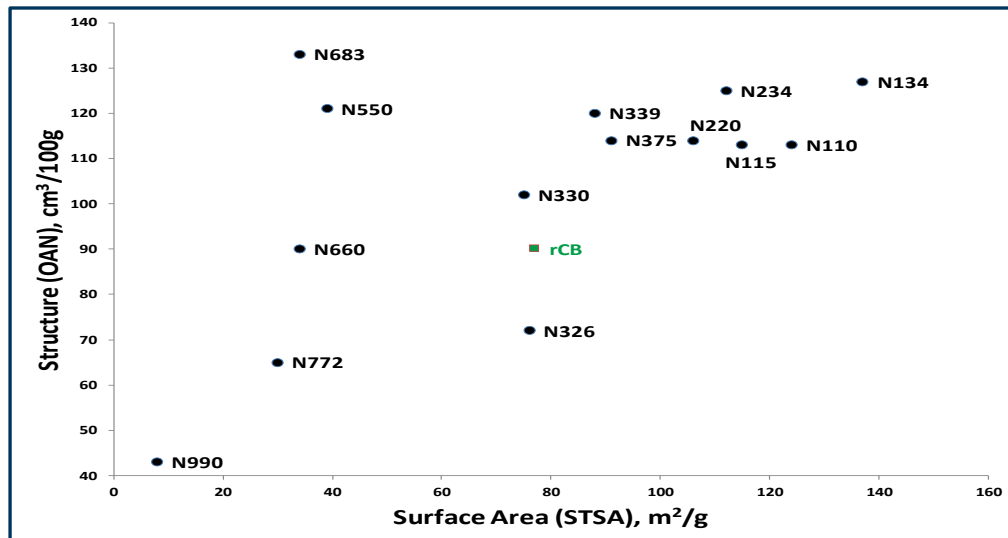 140
130
120
110
100
90
80
70
60
50
40
Structure (OAN), cm³/100g
N683
N550
N660
N772
N990
N339
N375
N330
rCB
N326
N234
N220
N115
N110
N134
0 20 40 60 80 100 120 140 160
Surface Area (STSA), m²/g